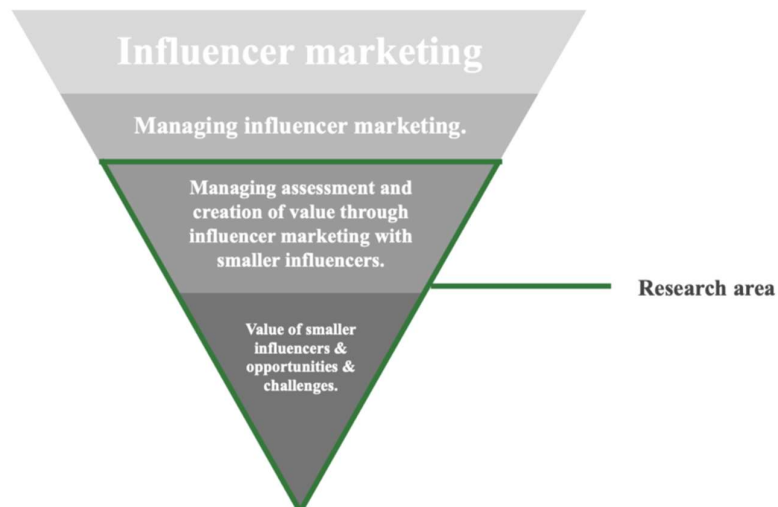 Influencer marketing
Managing influencer marketing.
Managing assessment and
creation of value through
influencer marketing with
smaller influencers.
Research area
Value of smaller
influencers &
opportunities &
challenges.